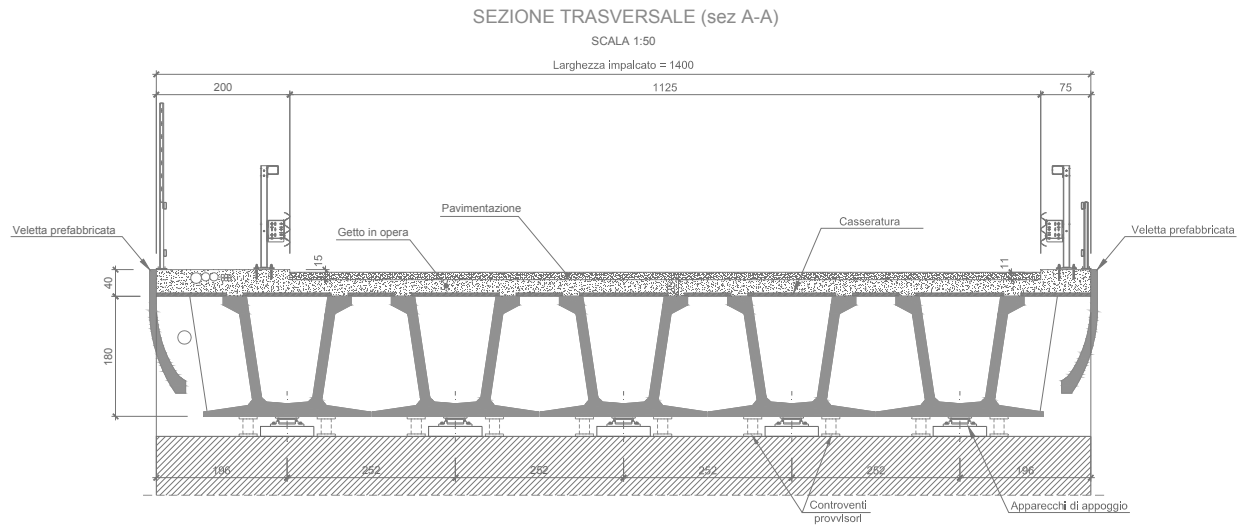 SEZIONE TRASVERSALE (sez A-A)
SCALA 1:50
Larghezza impalcato = 1400
200
1125
75
Pavimentazione
Casseratura
Veletta prefabbricata
Getto in opera
Veletta prefabbricata
15
11
40
180
196
252
252
252
252
196
Controventi
provvisori
Apparecchi di appoggio